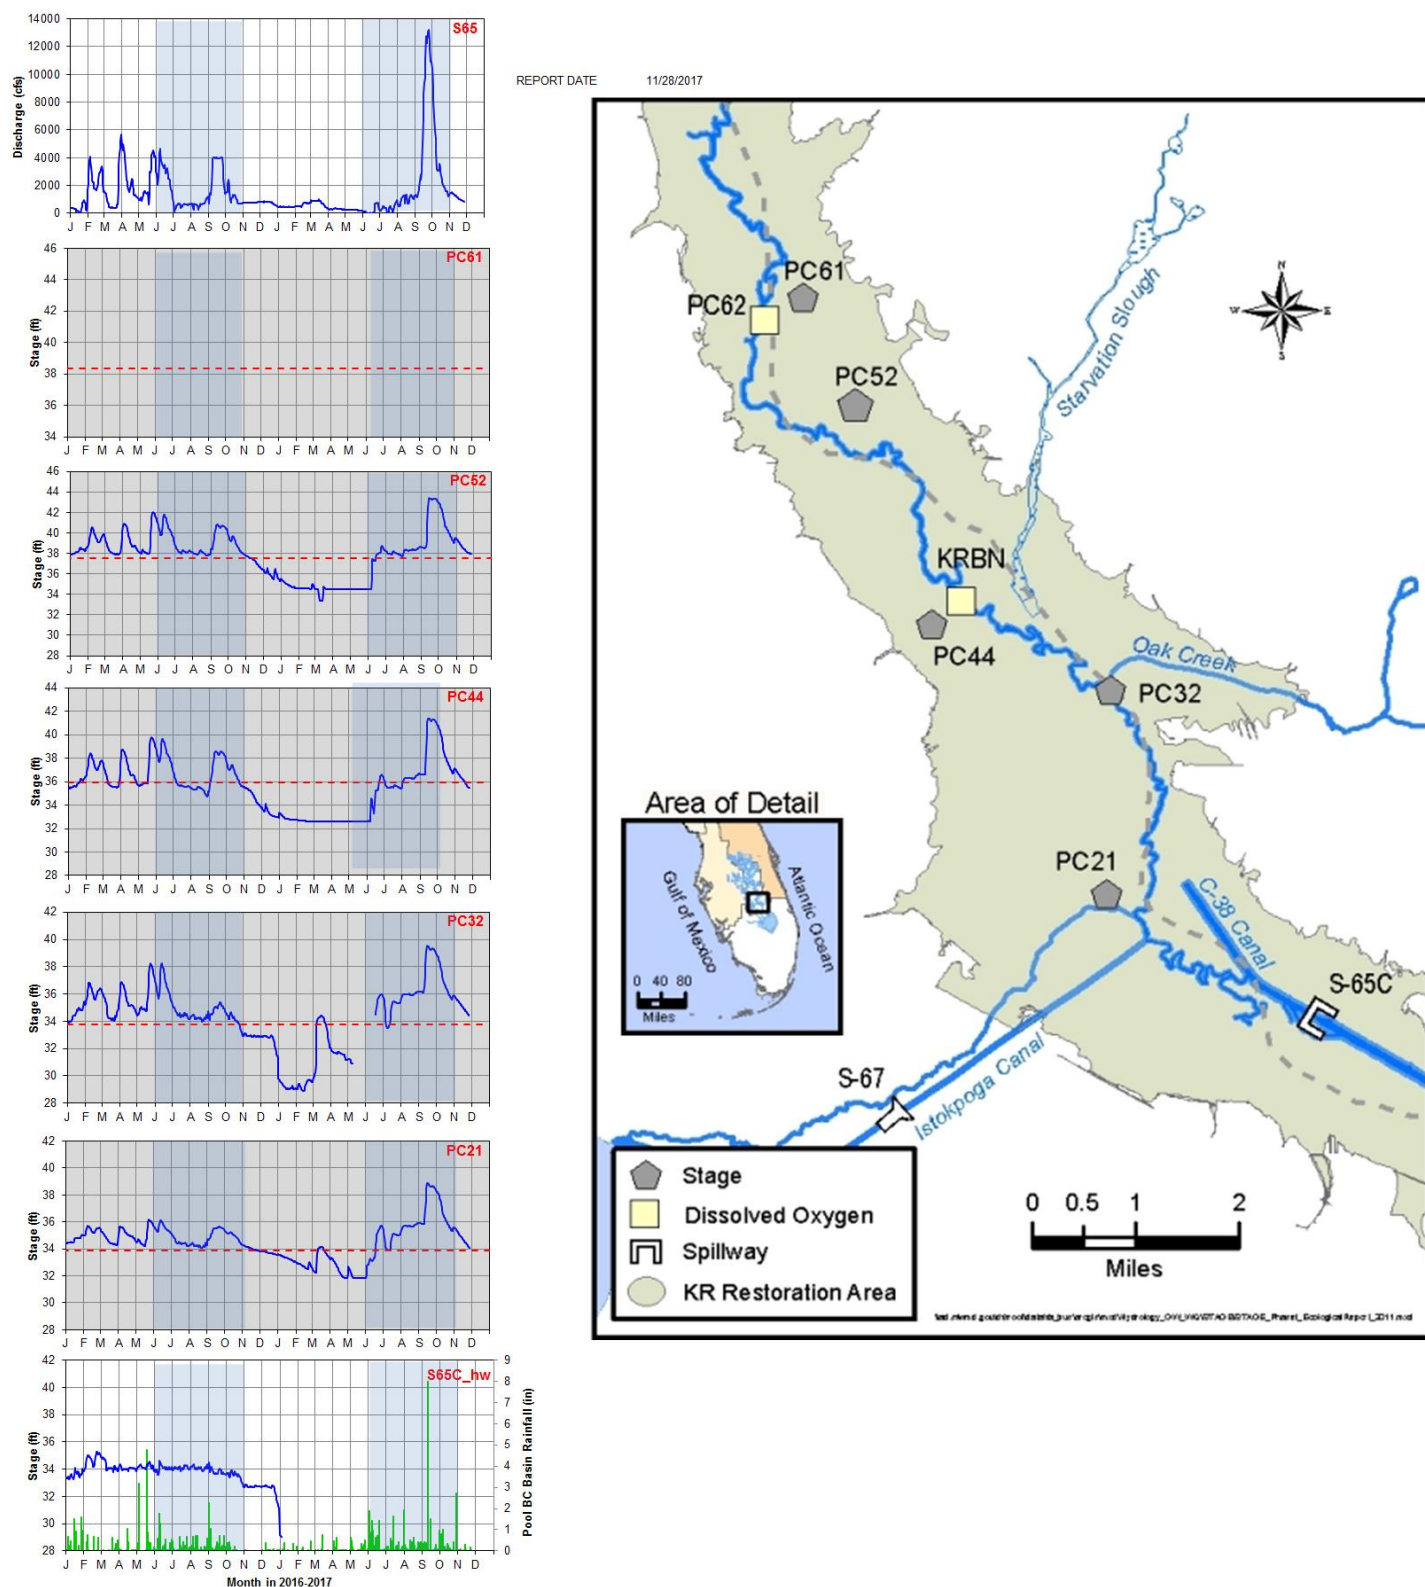 S65
Discharge (cfs)
14000
12000
10000
8000
6000
4000
2000
0
J F M A M J J A S O N D J F M A M J J A S O N D
PC61
Stage (ft)
46
44
42
40
38
36
34
J F M A M J J A S O N D J F M A M J J A S O N D
PC52
Stage (ft)
46
44
42
40
38
36
34
32
30
28
J F M A M J J A S O N D J F M A M J J A S O N D
PC44
Stage (ft)
44
42
40
38
36
34
32
30
28
J F M A M J J A S O N D J F M A M J J A S O N D
PC32
Stage (ft)
42
40
38
36
34
32
30
28
J F M A M J J A S O N D J F M A M J J A S O N D
PC21
Stage (ft)
42
40
38
36
34
32
30
28
J F M A M J J A S O N D J F M A M J J A S O N D
S65C_hw
Stage (ft)
42
40
38
36
34
32
30
28
9
8
7
6
5
4
3
2
1
0
Pool BC Basin Rainfall (in)
J F M A M J J A S O N D J F M A M J J A S O N D
Month in 2016-2017
REPORT DATE 11/28/2017
PC61
PC62
PC52
Starvation Slough
N
W E
S
KRBN
PC44
Oak Creek
PC32
PC21
C-38 Canal
S-65C
S-67
Istokpoga Canal
Area of Detail
Gulf of Mexico
Atlantic Ocean
0 40 80
Miles
Stage
Dissolved Oxygen
Spillway
KR Restoration Area
0 0.5 1 2
Miles